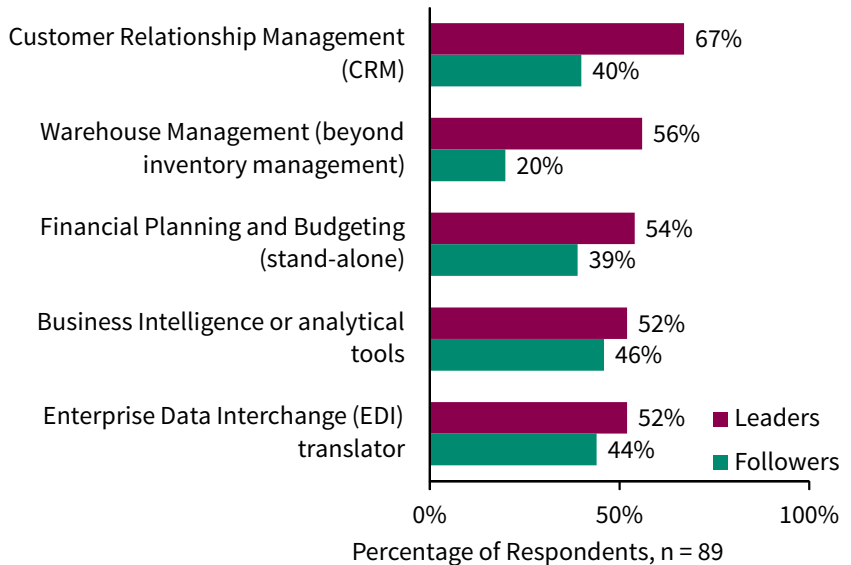 Customer Relationship Management
(CRM)
67%
40%
Warehouse Management (beyond
inventory management)
56%
20%
Financial Planning and Budgeting
(stand-alone)
54%
39%
Business Intelligence or analytical
tools
52%
46%
Enterprise Data Interchange (EDI)
translator
52%
44%
Leaders
Followers
0% 50% 100%
Percentage of Respondents, n = 89